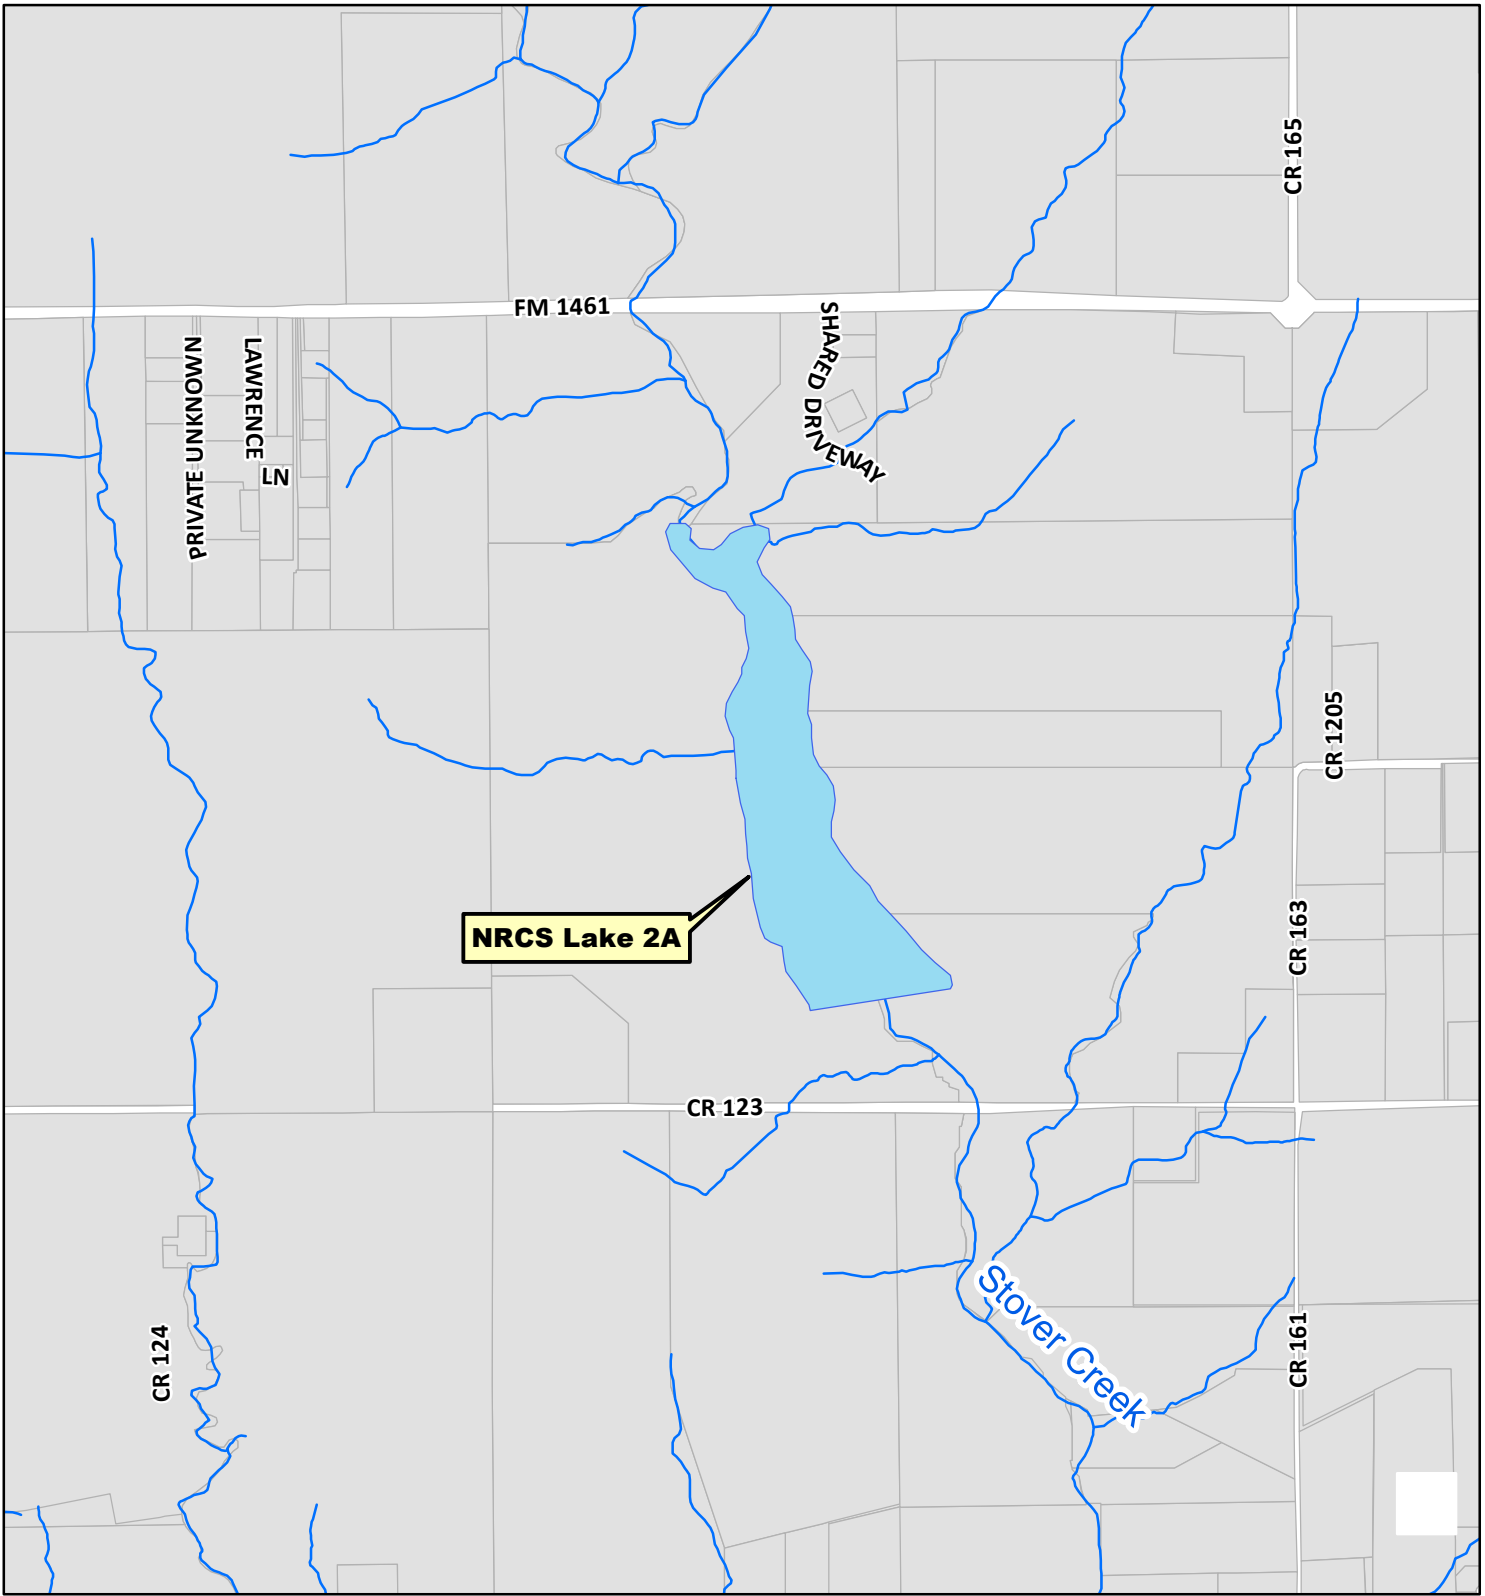 CR 165
FM 1461
SHARED DRIVEWAY
PRIVATE UNKNOWN
LAWRENCE
LN
CR 1205
NRCS Lake 2A
CR 163
CR 123
Stover Creek
CR 124
CR 161